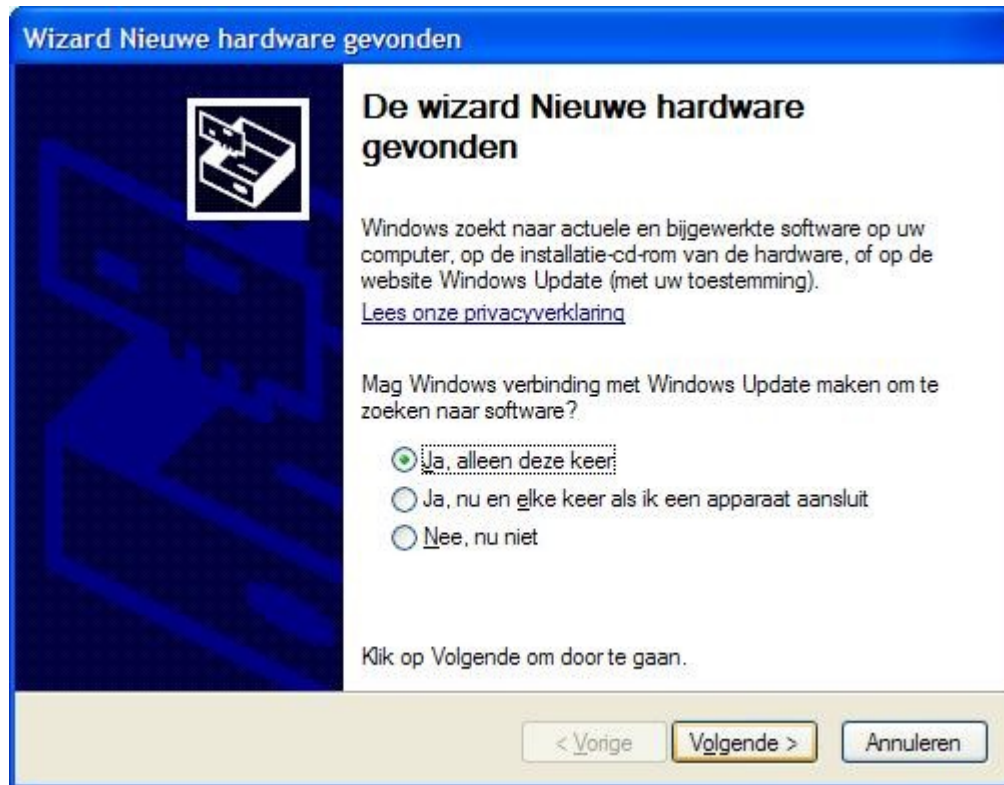 Wizard Nieuwe hardware gevonden
De wizard Nieuwe hardware
gevonden
Windows zoekt naar actuele en bijgewerkte software op uw
computer, op de installatie-cd-rom van de hardware, of op de
website Windows Update (met uw toestemming).
Lees onze privacyverklaring
Mag Windows verbinding met Windows Update maken om te
zoeken naar software?
Ja, alleen deze keer
Ja, nu en elke keer als ik een apparaat aansluit
Nee, nu niet
Klik op Volgende om door te gaan.
< Vorige
Volgende >
Annuleren